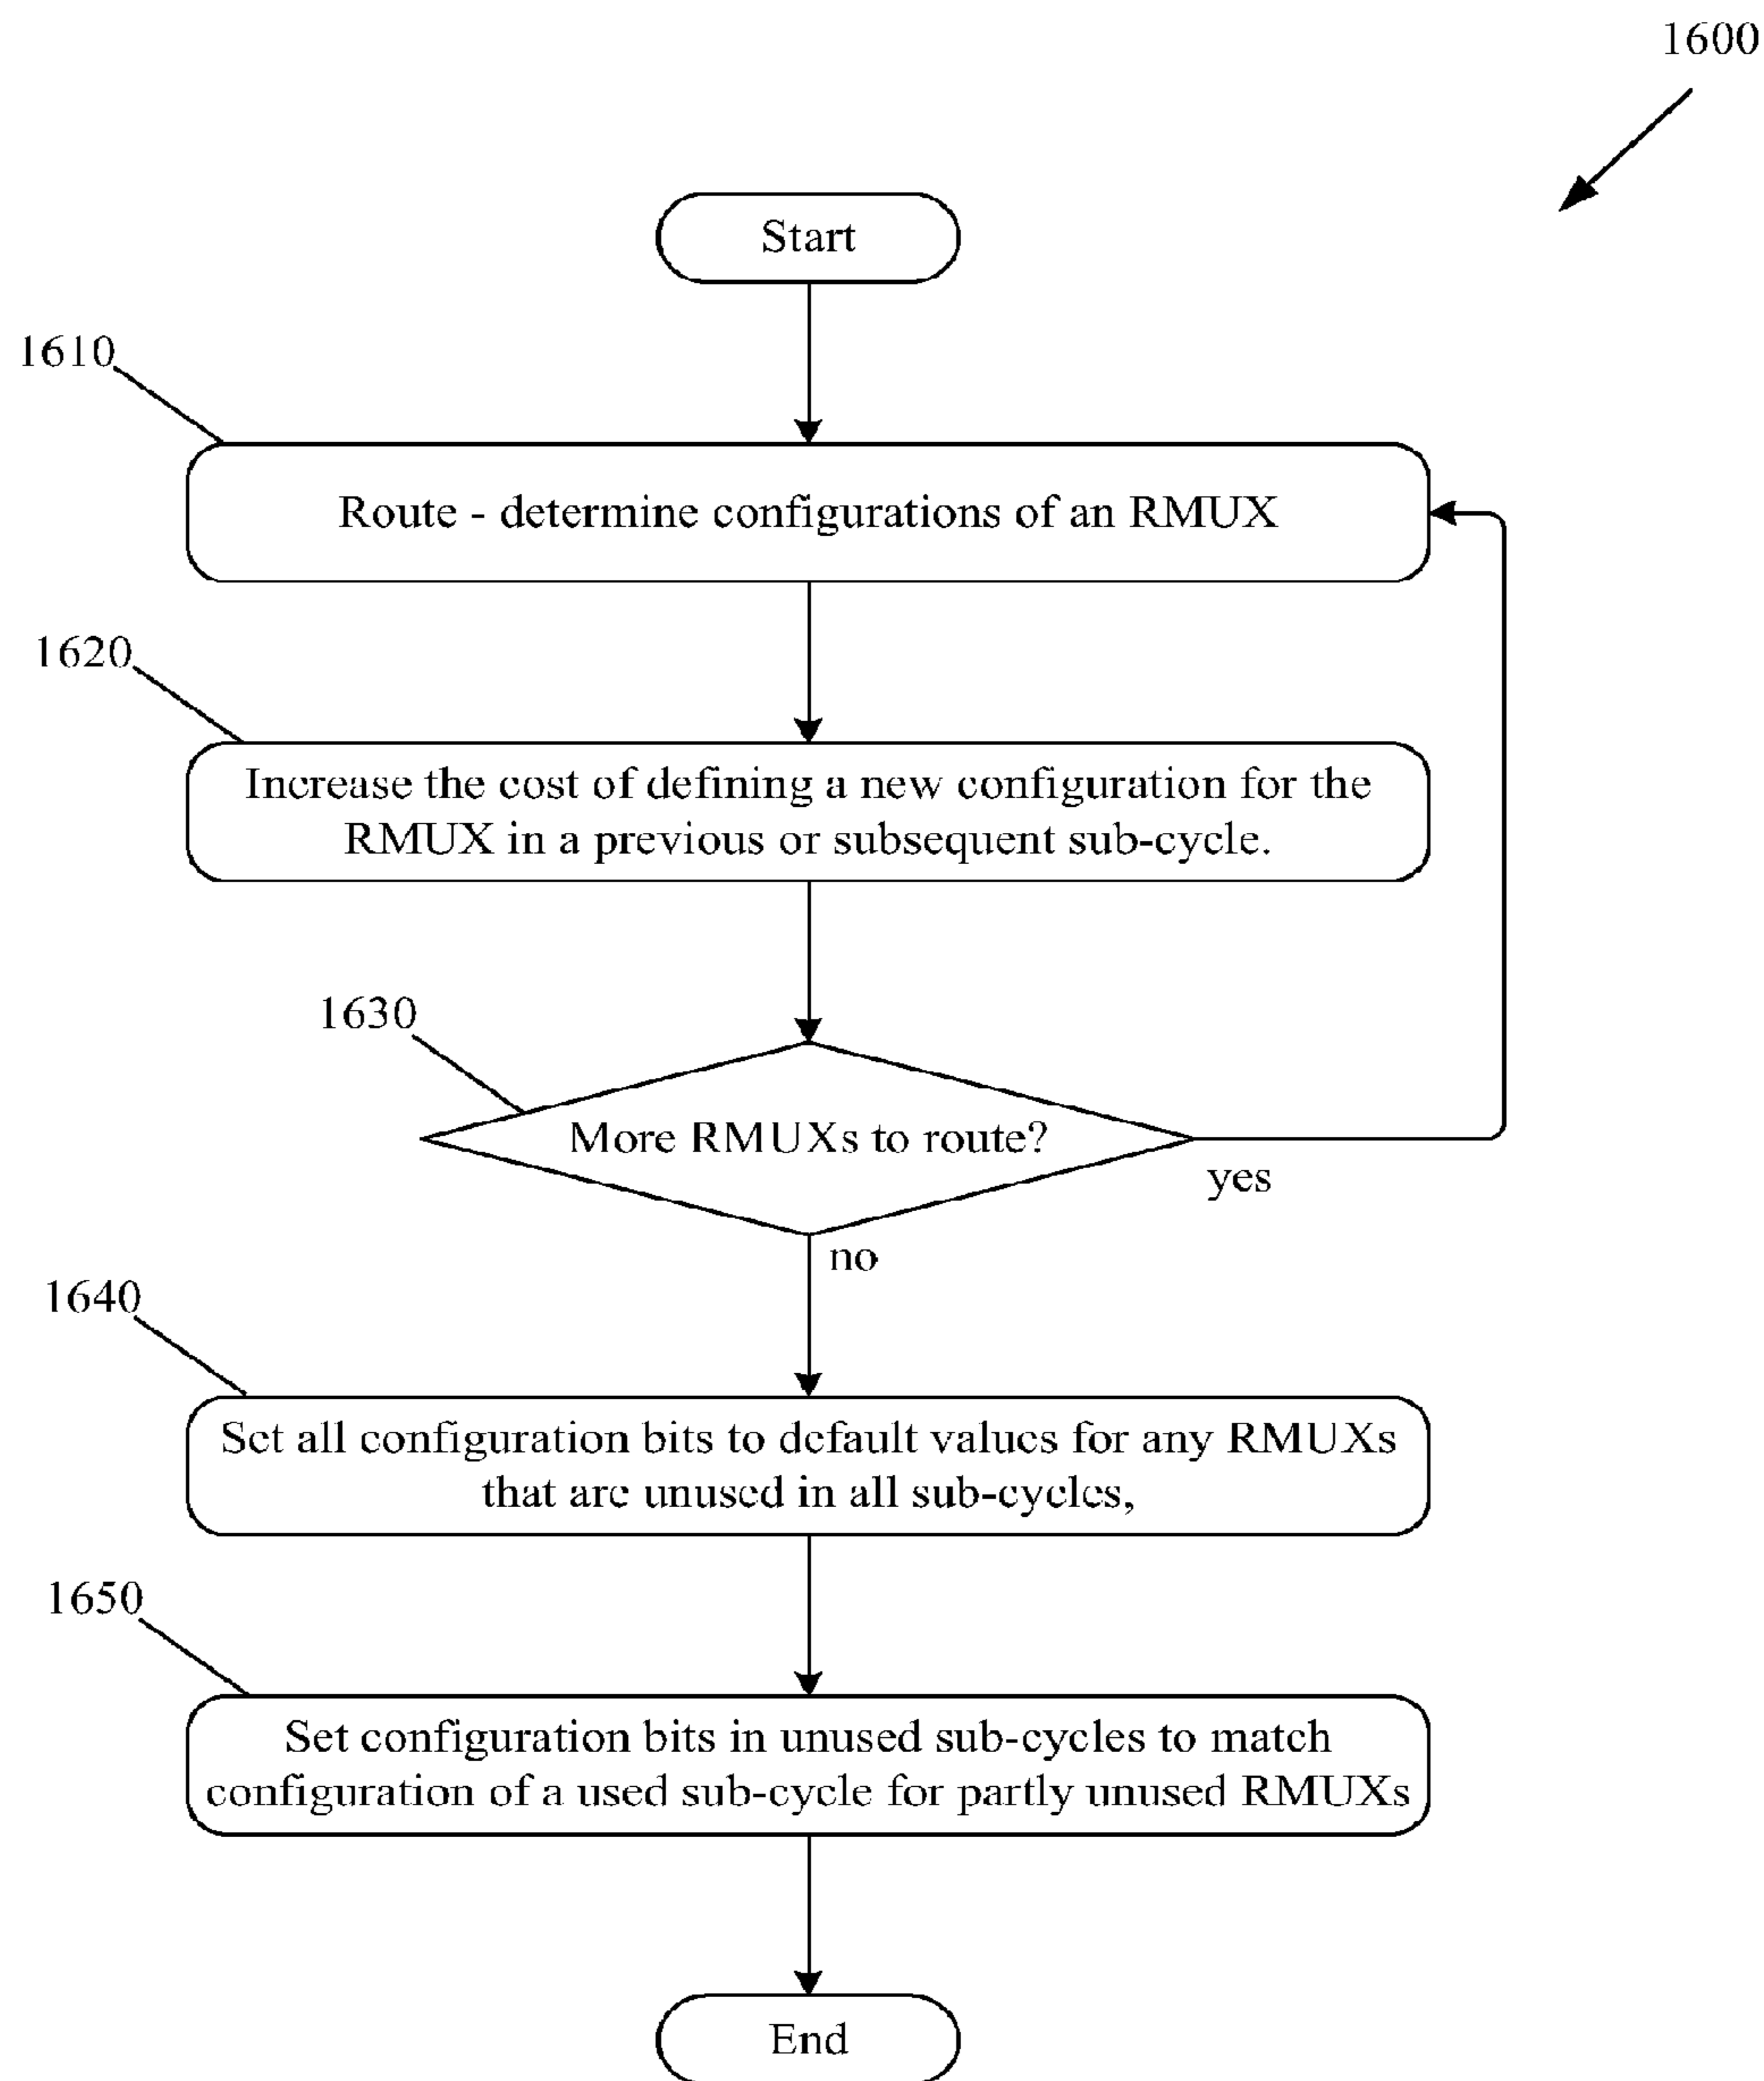 1600
Start
1610
Route - determine configurations of an RMUX
1620
Increase the cost of defining a new configuration for the
RMUX in a previous or subsequent sub-cycle.
1630
More RMUXs to route?
yes
no
1640
Set all configuration bits to default values for any RMUXs
that are unused in all sub-cycles,
1650
Set configuration bits in unused sub-cycles to match
configuration of a used sub-cycle for partly unused RMUXs
End